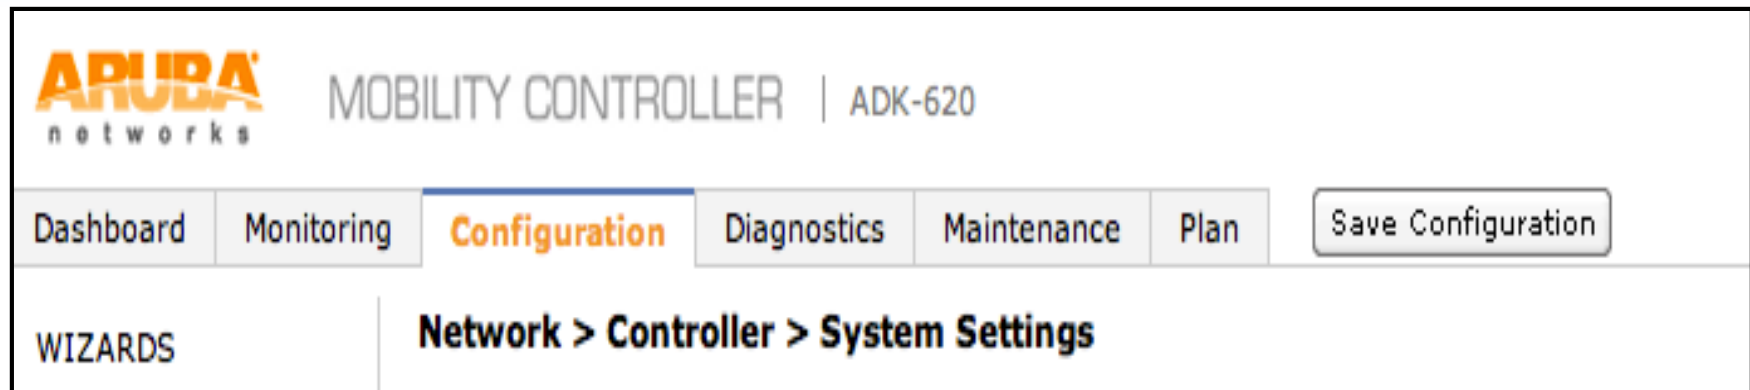 ARUBA
networks
MOBILITY CONTROLLER | ADK-620
Dashboard Monitoring Configuration Diagnostics Maintenance Plan Save Configuration
WIZARDS
Network > Controller > System Settings